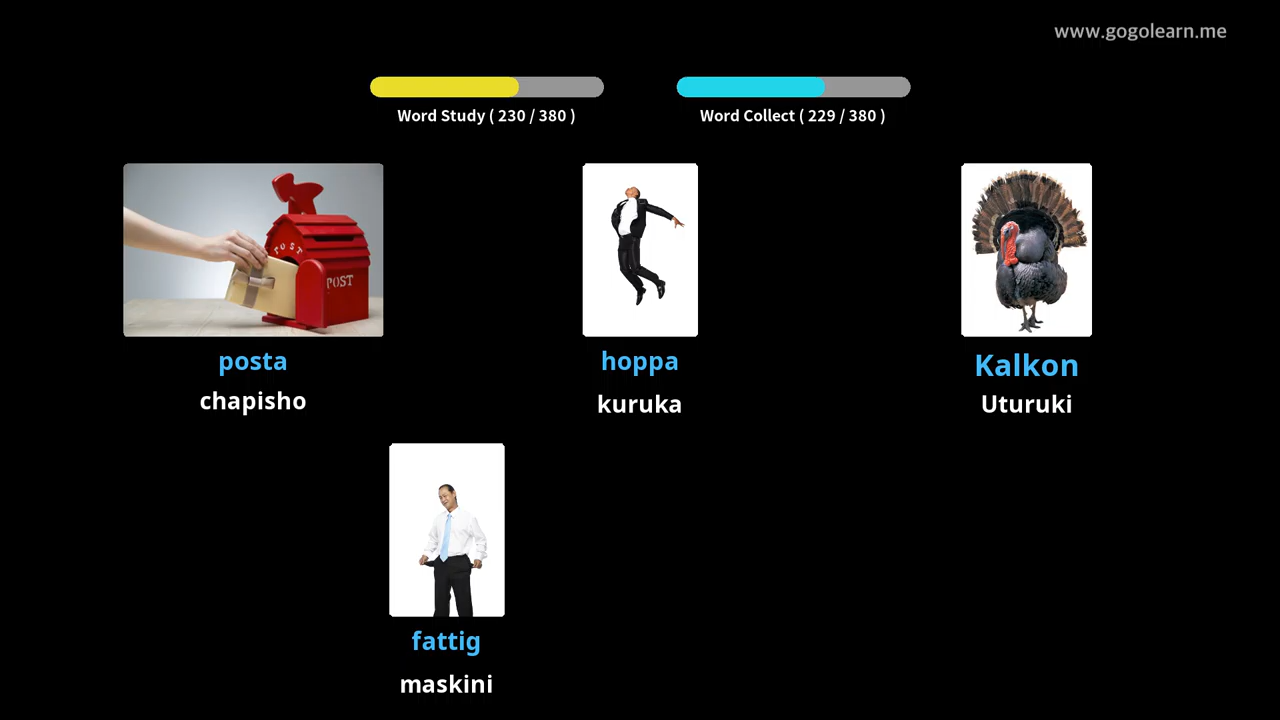 www.gogolearn.me
Word Study ( 230 / 380 )
Word Collect ( 229 / 380 )
POST
POST
posta
hoppa
Kalkon
chapisho
kuruka
Uturuki
fattig
maskini